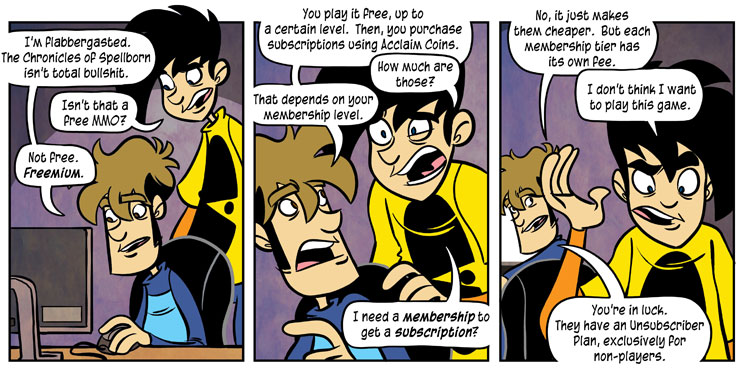 I'm flabbergasted.
The Chronicles of Spellborn
isn't total bullshit.
Isn't that a
free MMO?
Not free.
Freemium.
You play it free, up to
a certain level. Then, you purchase
subscriptions using Acclaim Coins.
How much are
those?
That depends on your
membership level.
I need a membership to
get a subscription?
No, it just makes
them cheaper. But each
membership tier has
its own fee.
I don't think I want
to play this game.
You're in luck.
They have an Unsubscriber
Plan, exclusively for
non-players.